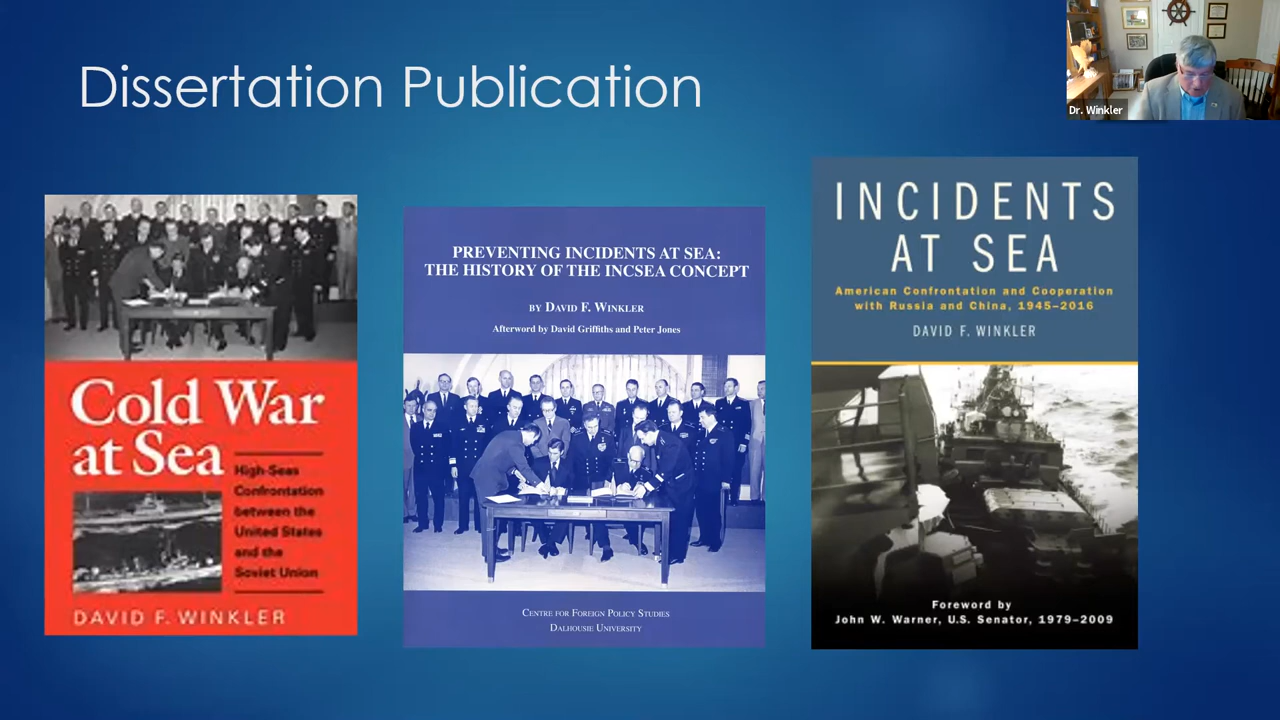 Dissertation Publication
Dr. Winkler
Cold War
at Sea
High-Seas
Confrontation
between the
United States
and the
Soviet Union
DAVID F. WINKLER
PREVENTING INCIDENTS AT SEA:
THE HISTORY OF THE INCSEA CONCEPT
BY DAVID F. WINKLER
Afterword by David Griffiths and Peter Jones
CENTRE FOR FOREIGN POLICY STUDIES
DALHOUSIE UNIVERSITY
INCIDENTS
AT SEA
American Confrontation and Cooperation
with Russia and China, 1945–2016
DAVID F. WINKLER
Foreword by
John W. Warner, U.S. Senator, 1979–2009